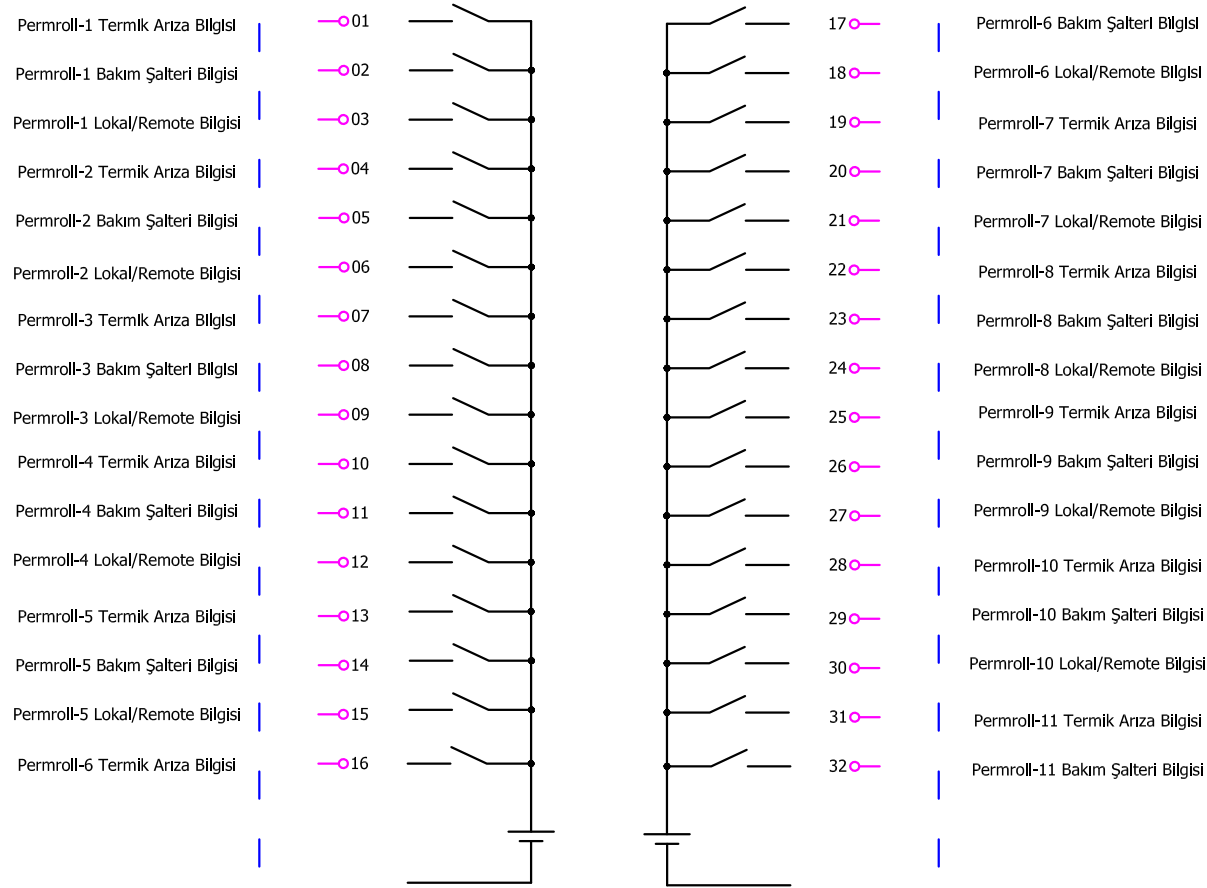 Permroll-1 Termik Arıza Bilgisi 01
Permroll-1 Bakım Şalteri Bilgisi 02
Permroll-1 Lokal/Remote Bilgisi 03
Permroll-2 Termik Arıza Bilgisi 04
Permroll-2 Bakım Şalteri Bilgisi 05
Permroll-2 Lokal/Remote Bilgisi 06
Permroll-3 Termik Arıza Bilgisi 07
Permroll-3 Bakım Şalteri Bilgisi 08
Permroll-3 Lokal/Remote Bilgisi 09
Permroll-4 Termik Arıza Bilgisi 10
Permroll-4 Bakım Şalteri Bilgisi 11
Permroll-4 Lokal/Remote Bilgisi 12
Permroll-5 Termik Arıza Bilgisi 13
Permroll-5 Bakım Şalteri Bilgisi 14
Permroll-5 Lokal/Remote Bilgisi 15
Permroll-6 Termik Arıza Bilgisi 16
17 Permroll-6 Bakım Şalteri Bilgisi
18 Permroll-6 Lokal/Remote Bilgisi
19 Permroll-7 Termik Arıza Bilgisi
20 Permroll-7 Bakım Şalteri Bilgisi
21 Permroll-7 Lokal/Remote Bilgisi
22 Permroll-8 Termik Arıza Bilgisi
23 Permroll-8 Bakım Şalteri Bilgisi
24 Permroll-8 Lokal/Remote Bilgisi
25 Permroll-9 Termik Arıza Bilgisi
26 Permroll-9 Bakım Şalteri Bilgisi
27 Permroll-9 Lokal/Remote Bilgisi
28 Permroll-10 Termik Arıza Bilgisi
29 Permroll-10 Bakım Şalteri Bilgisi
30 Permroll-10 Lokal/Remote Bilgisi
31 Permroll-11 Termik Arıza Bilgisi
32 Permroll-11 Bakım Şalteri Bilgisi